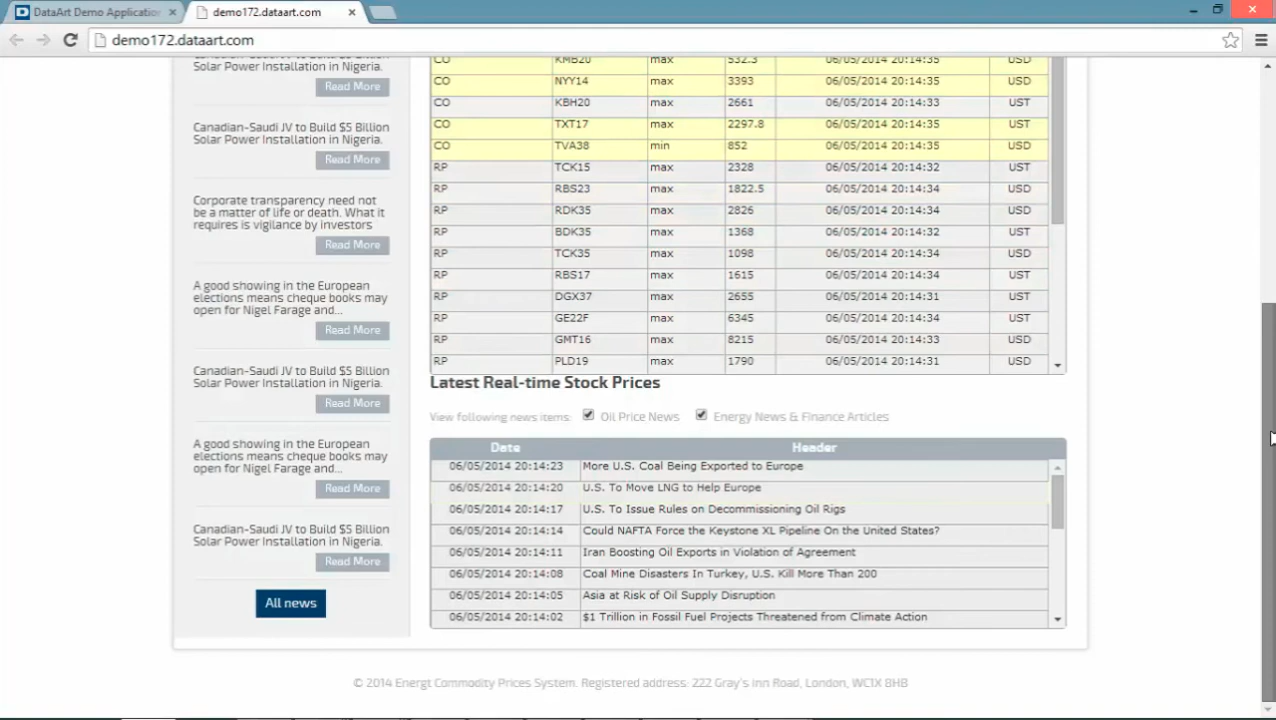 DataArt Demo Application
demo172.dataart.com
demo172.dataart.com
Solar Power Installation in Nigeria.
Read More
Canadian-Saudi JV to Build $5 Billion
Solar Power Installation in Nigeria.
Read More
Corporate transparency need not
be a matter of life or death. What it
requires is vigilance by investors
Read More
A good showing in the European
elections means cheque books may
open for Nigel Farage and...
Read More
Canadian-Saudi JV to Build $5 Billion
Solar Power Installation in Nigeria.
Read More
A good showing in the European
elections means cheque books may
open for Nigel Farage and...
Read More
Canadian-Saudi JV to Build $5 Billion
Solar Power Installation in Nigeria.
Read More
All news
CO KMB20 max 532.3 06/05/2014 20:14:35 USD
CO NYY14 max 3393 06/05/2014 20:14:35 USD
CO KBH20 max 2661 06/05/2014 20:14:33 UST
CO TXT17 max 2297.8 06/05/2014 20:14:35 UST
CO TVA38 min 852 06/05/2014 20:14:35 USD
RP TCK15 max 2328 06/05/2014 20:14:32 UST
RP RBS23 max 1822.5 06/05/2014 20:14:34 USD
RP RDK35 max 2826 06/05/2014 20:14:34 USD
RP BDK35 max 1368 06/05/2014 20:14:32 UST
RP TCK35 max 1098 06/05/2014 20:14:34 USD
RP RBS17 max 1615 06/05/2014 20:14:34 USD
RP DGX37 max 2655 06/05/2014 20:14:31 UST
RP GE22F max 6345 06/05/2014 20:14:34 UST
RP GMT16 max 8215 06/05/2014 20:14:33 USD
RP PLD19 max 1790 06/05/2014 20:14:31 USD
Latest Real-time Stock Prices
View following news items: Oil Price News Energy News & Finance Articles
Date Header
06/05/2014 20:14:23 More U.S. Coal Being Exported to Europe
06/05/2014 20:14:20 U.S. To Move LNG to Help Europe
06/05/2014 20:14:17 U.S. To Issue Rules on Decommissioning Oil Rigs
06/05/2014 20:14:14 Could NAFTA Force the Keystone XL Pipeline On the United States?
06/05/2014 20:14:11 Iran Boosting Oil Exports in Violation of Agreement
06/05/2014 20:14:08 Coal Mine Disasters In Turkey, U.S. Kill More Than 200
06/05/2014 20:14:05 Asia at Risk of Oil Supply Disruption
06/05/2014 20:14:02 $1 Trillion in Fossil Fuel Projects Threatened from Climate Action
© 2014 Energt Commodity Prices System. Registered address: 222 Gray's Inn Road, London, WC1X 8HB